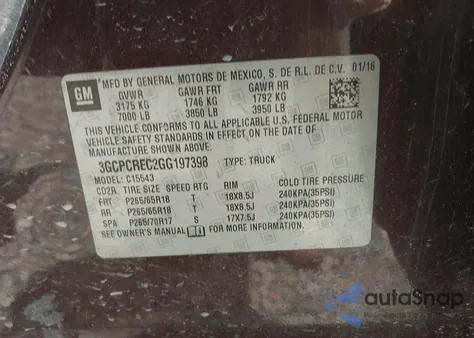 GM
MFD BY GENERAL MOTORS DE MEXICO, S. DE R.L. DE C.V. 01/16
GVWR GAWR FRT GAWR RR
3175 KG 1746 KG 1792 KG
7000 LB 3850 LB 3950 LB
THIS VEHICLE CONFORMS TO ALL APPLICABLE U.S. FEDERAL MOTOR
VEHICLE SAFETY STANDARDS IN EFFECT ON THE DATE OF
MANUFACTURE SHOWN ABOVE.
3GCPCREC2GG197398 TYPE: TRUCK
MODEL: C15543
CO2R TIRE SIZE SPEED RTG RIM COLD TIRE PRESSURE
FRT P265/65R18 T 18X8.5J 240KPA(35PSI)
RR P265/65R18 T 18X8.5J 240KPA(35PSI)
SPA P265/70R17 S 17X7.5J 240KPA(35PSI)
SEE OWNER'S MANUAL FOR MORE INFORMATION.
autoSnap